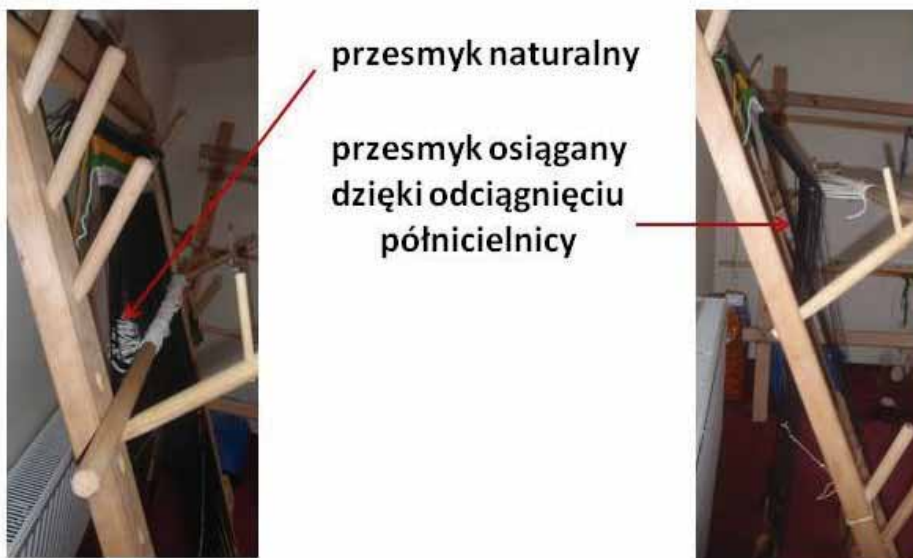 przesmyk naturalny
przesmyk osiągany
dzięki odciągnięciu
półnicielnicy